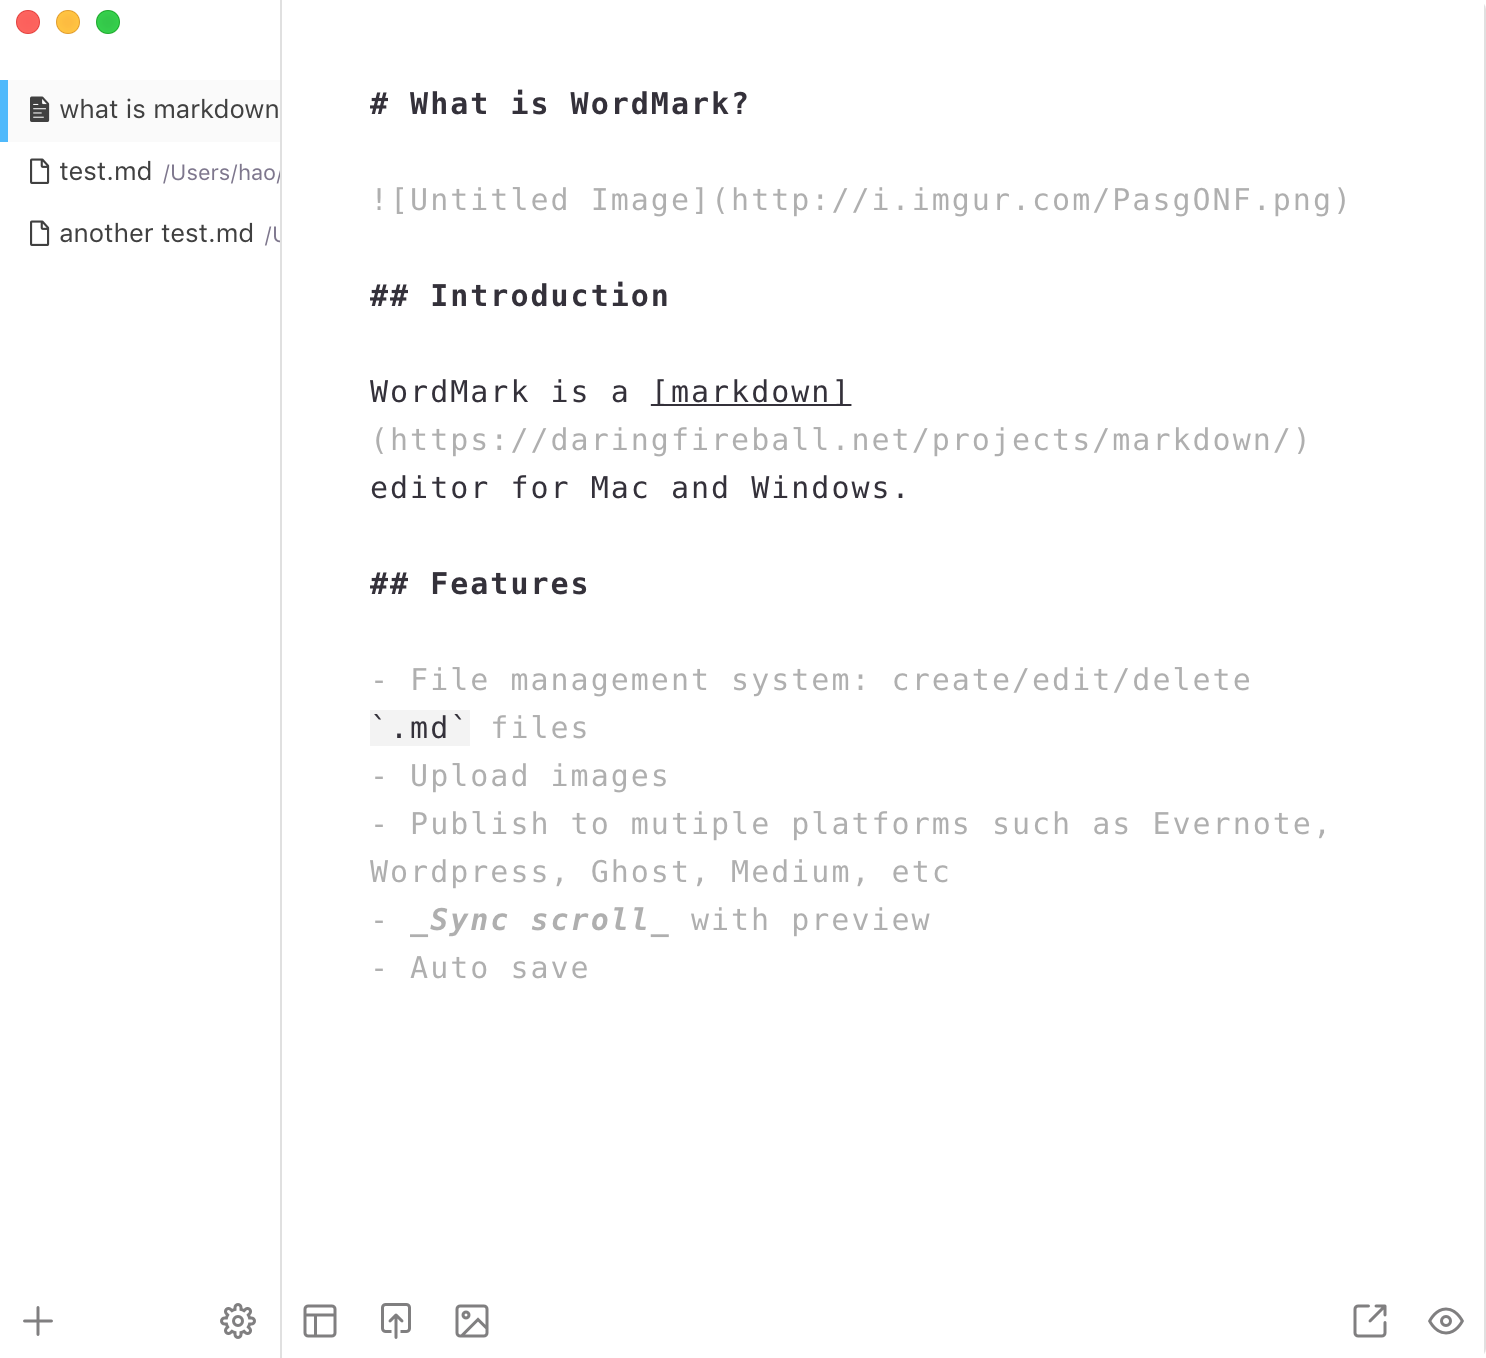 what is markdown
test.md /Users/hao/
another test.md
# What is WordMark?
![Untitled Image](http://i.imgur.com/PasgONF.png)
## Introduction
WordMark is a [markdown]
(https://daringfireball.net/projects/markdown/)
editor for Mac and Windows.
## Features
- File management system: create/edit/delete
`.md` files
- Upload images
- Publish to mutiple platforms such as Evernote,
Wordpress, Ghost, Medium, etc
- _Sync scroll_ with preview
- Auto save